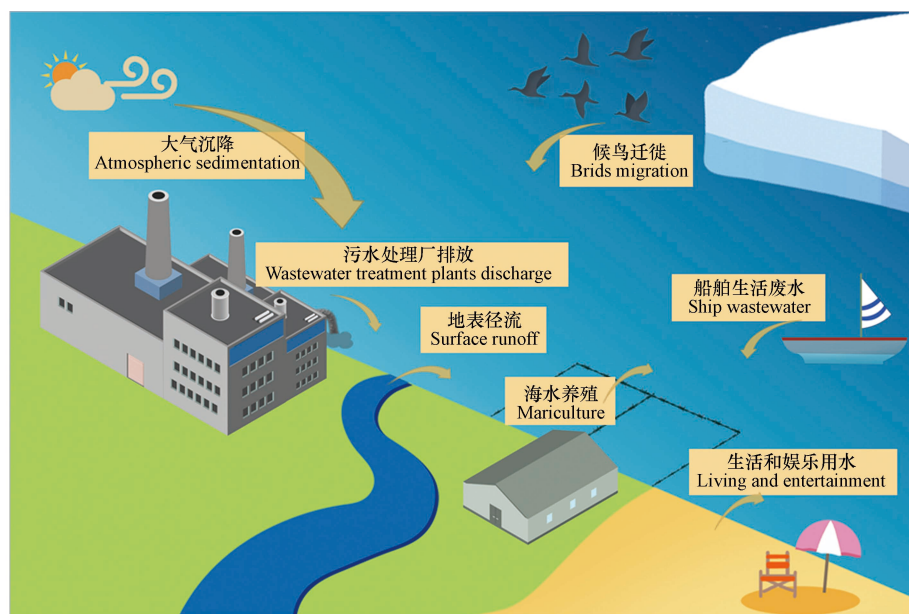 大气沉降
Atmospheric sedimentation
候鸟迁徙
Brids migration
污水处理厂排放
Wastewater treatment plants discharge
船舶生活废水
Ship wastewater
地表径流
Surface runoff
海水养殖
Mariculture
生活和娱乐用水
Living and entertainment